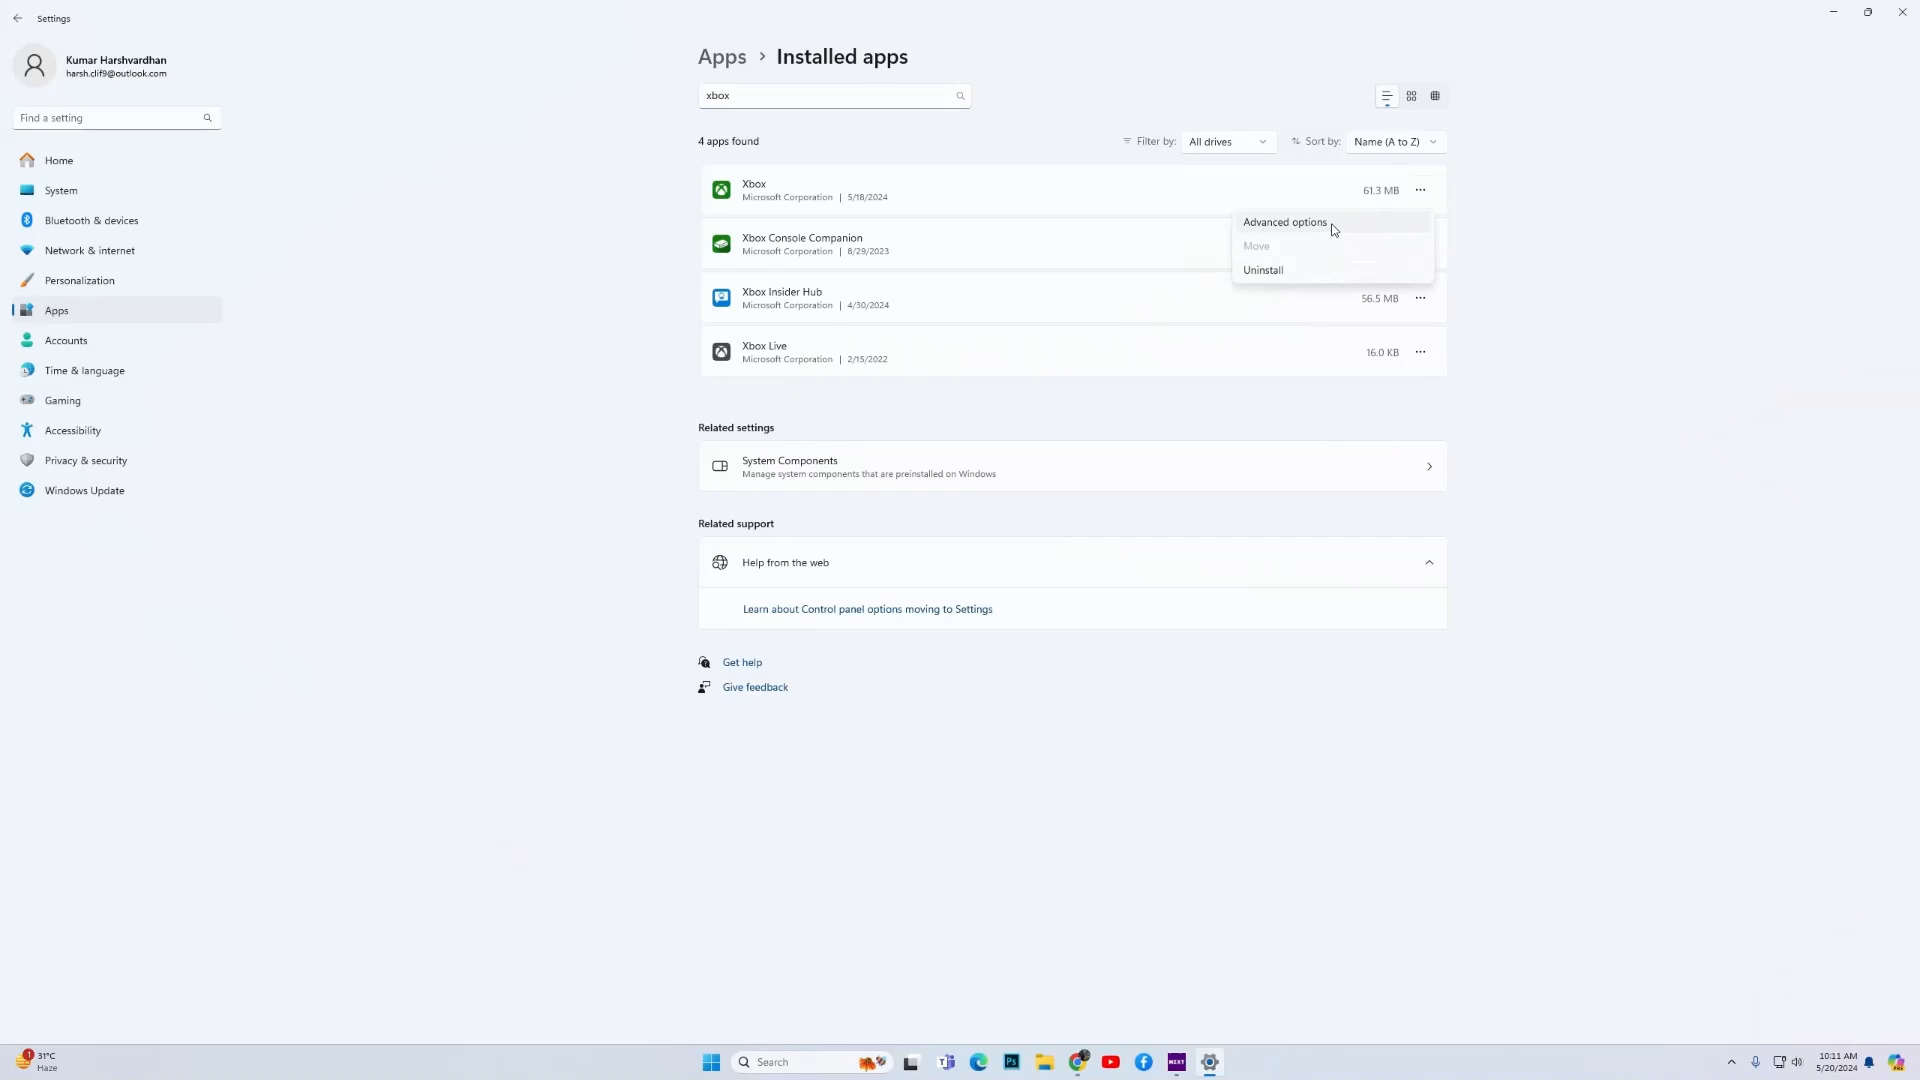 Settings
Kumar Harshvardhan
harsh.clif9@outlook.com
Find a setting
Home
System
Bluetooth & devices
Network & internet
Personalization
Apps
Accounts
Time & language
Gaming
Accessibility
Privacy & security
Windows Update
Apps > Installed apps
xbox
4 apps found
Filter by: All drives
Sort by: Name (A to Z)
Xbox
Microsoft Corporation | 5/18/2024
61.3 MB
Advanced options
Move
Uninstall
Xbox Console Companion
Microsoft Corporation | 8/29/2023
Xbox Insider Hub
Microsoft Corporation | 4/30/2024
56.5 MB
Xbox Live
Microsoft Corporation | 2/15/2022
16.0 KB
Related settings
System Components
Manage system components that are preinstalled on Windows
Related support
Help from the web
Learn about Control panel options moving to Settings
Get help
Give feedback
1
31°C
Haze
Search
Ps
NZXT
10:11 AM
5/20/2024